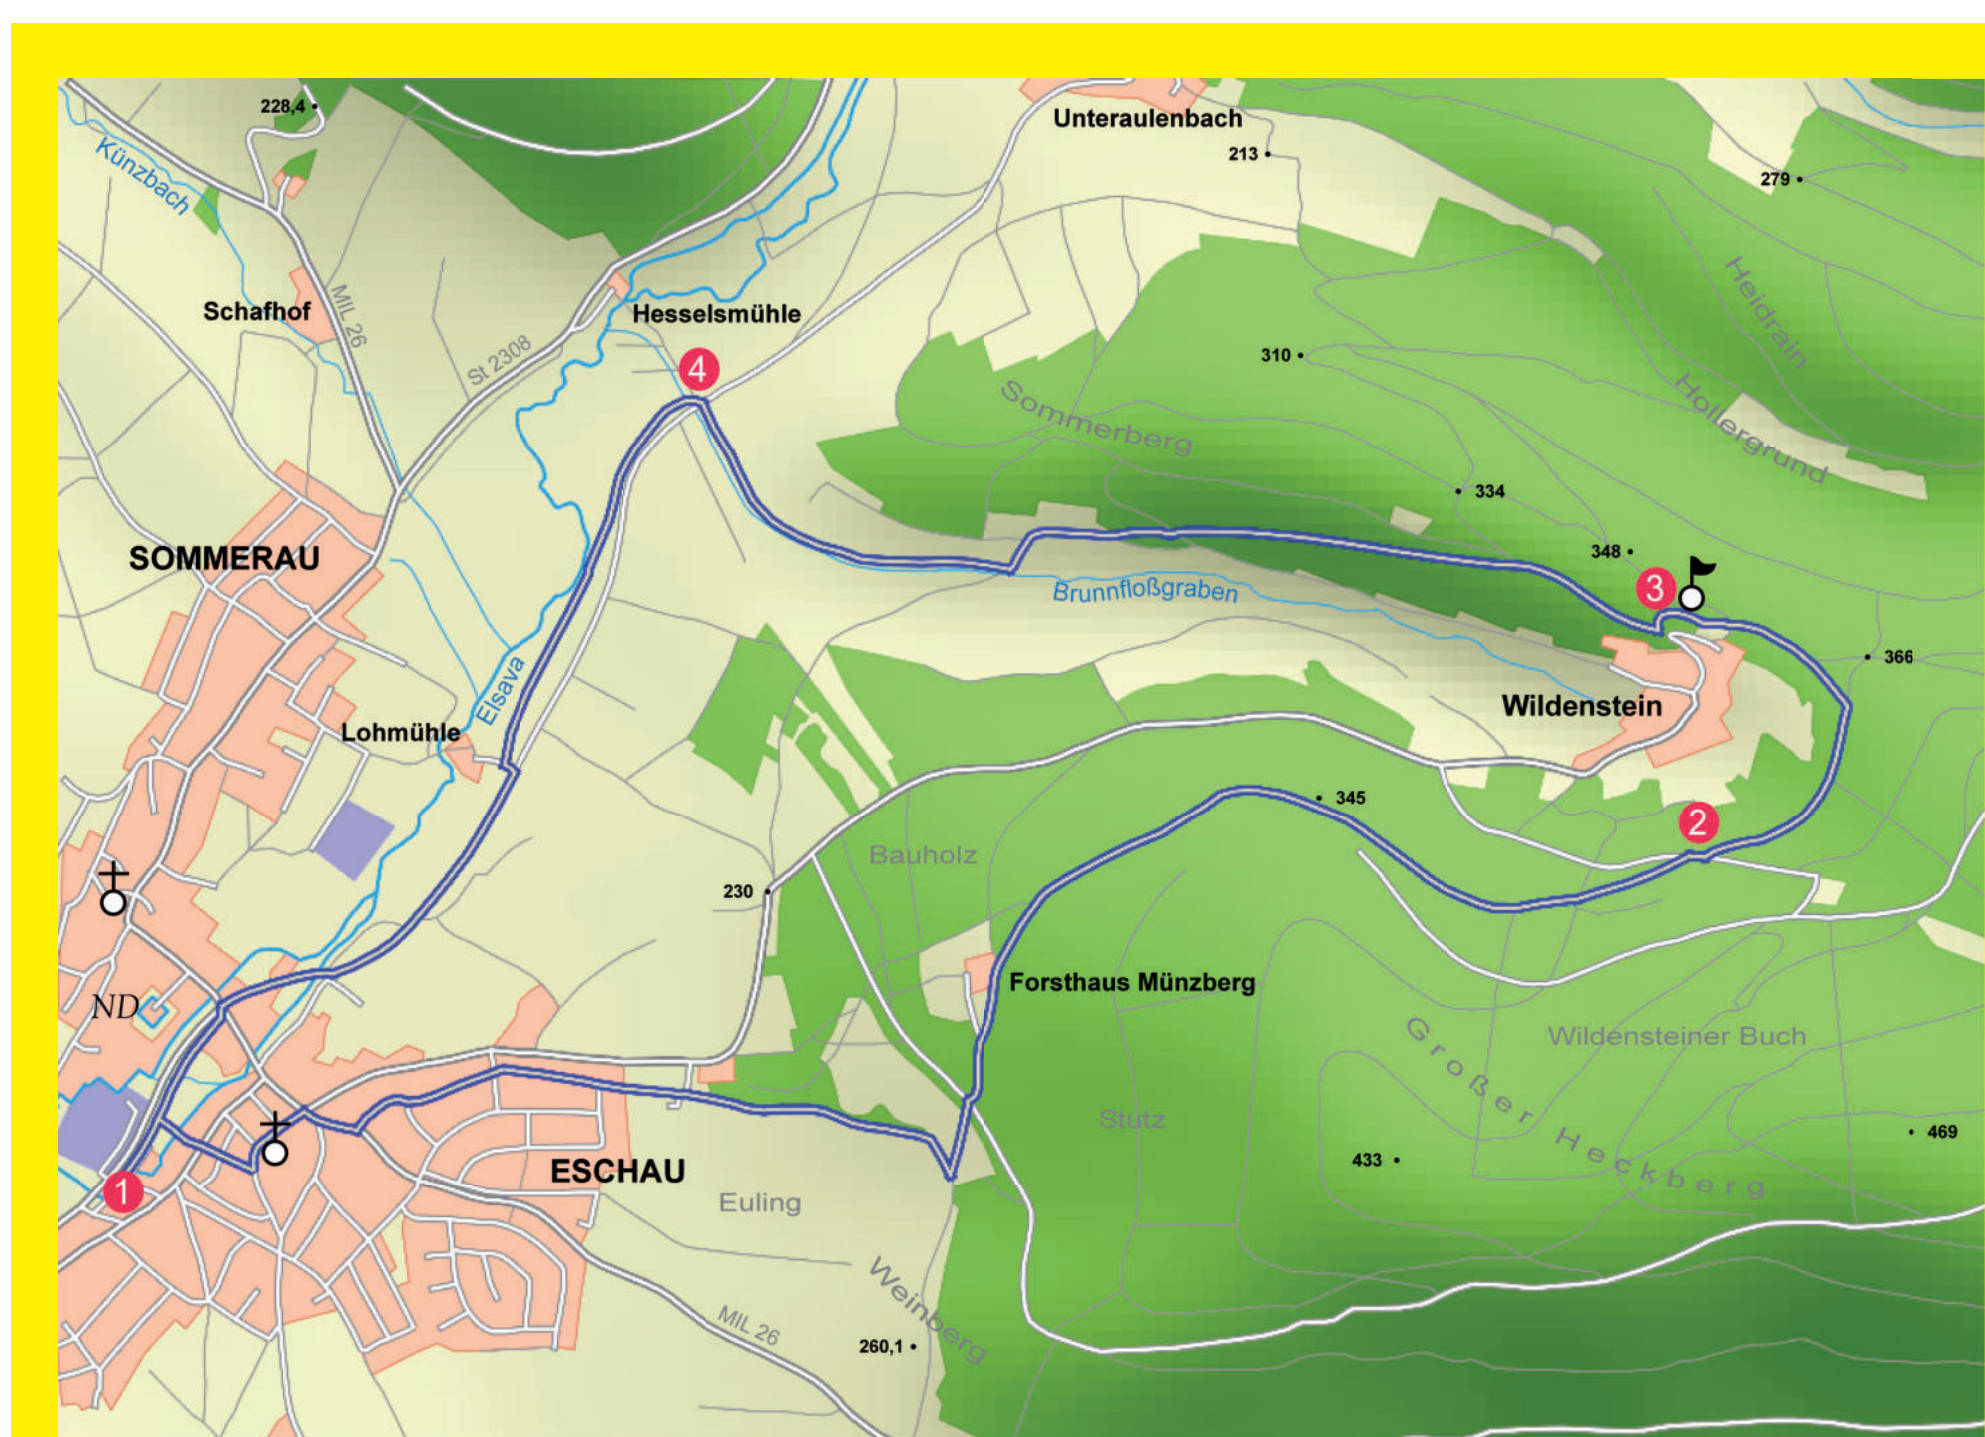 228,4
Unteraulenbach
Künzbach
213
279
Schafhof
MIL 26
Hesselsmühle
Heidrain
St 2308
4
310
Sommerberg
Hollergrund
334
SOMMERAU
348
3
Brunnfloßgraben
366
Elsava
Lohmühle
Wildenstein
345
2
Bauholz
230
ND
Forsthaus Münzberg
Wildensteiner Buch
Großer Heckberg
Stutz
469
433
ESCHAU
1
Euling
Weinberg
MIL 26
260,1